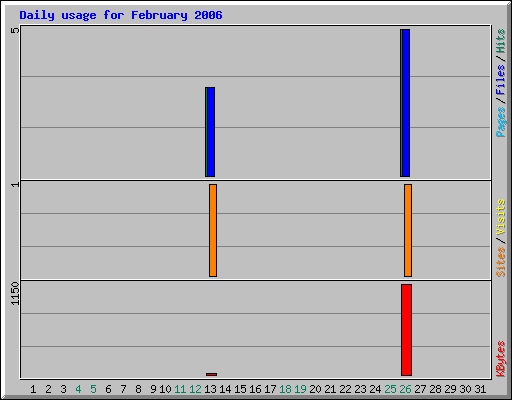 Daily usage for February 2006
5
Pages/Files/Hits
1
Sites/Visits
1150
KBytes
1 2 3 4 5 6 7 8 9 10 11 12 13 14 15 16 17 18 19 20 21 22 23 24 25 26 27 28 29 30 31